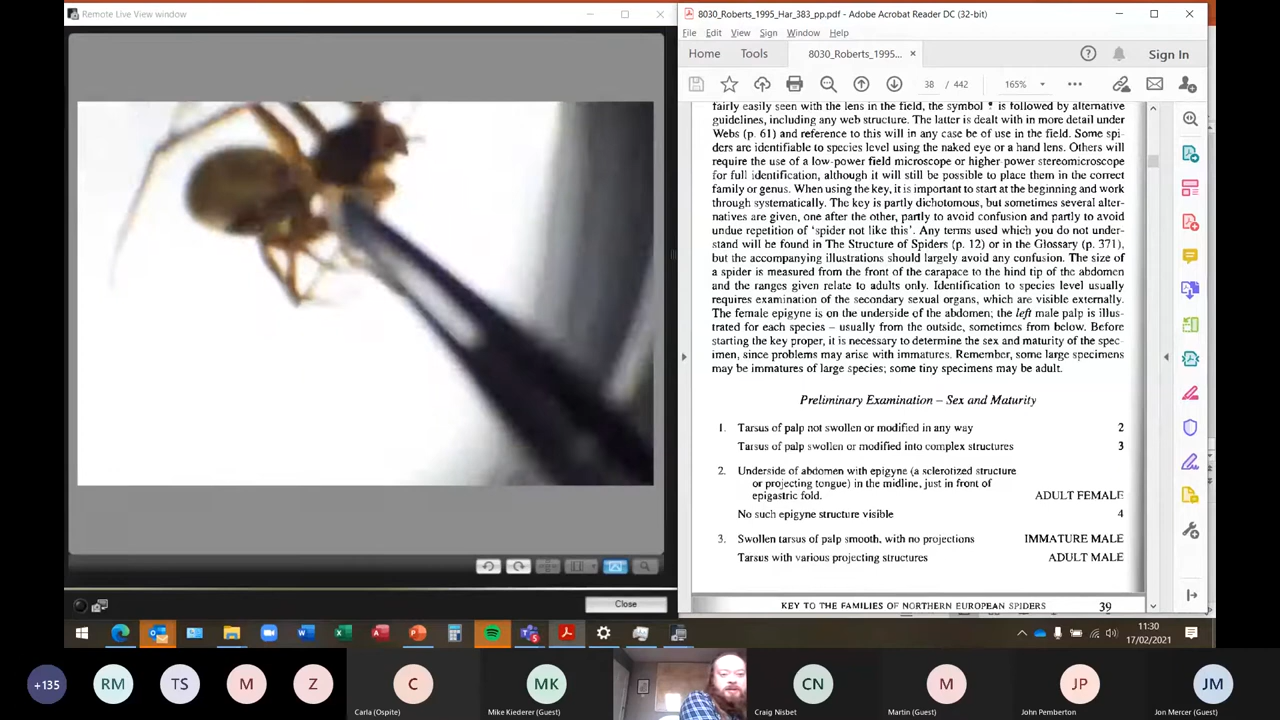 Remote Live View window
Close
8030_Roberts_1995_Har_383_pp.pdf - Adobe Acrobat Reader DC (32-bit)
File Edit View Sign Window Help
Home Tools 8030_Roberts_1995... × Sign In
38 / 442 165%
fairly easily seen with the lens in the field, the symbol is followed by alternative
guidelines, including any web structure. The latter is dealt with in more detail under
Webs (p. 61) and reference to this will in any case be of use in the field. Some spi-
ders are identifiable to species level using the naked eye or a hand lens. Others will
require the use of a low-power field microscope or higher power stereomicroscope
for full identification, although it will still be possible to place them in the correct
family or genus. When using the key, it is important to start at the beginning and work
through systematically. The key is partly dichotomous, but sometimes several alter-
natives are given, one after the other, partly to avoid confusion and partly to avoid
undue repetition of 'spider not like this'. Any terms used which you do not under-
stand will be found in The Structure of Spiders (p. 12) or in the Glossary (p. 371),
but the accompanying illustrations should largely avoid any confusion. The size of
a spider is measured from the front of the carapace to the hind tip of the abdomen
and the ranges given relate to adults only. Identification to species level usually
requires examination of the secondary sexual organs, which are visible externally.
The female epigyne is on the underside of the abdomen; the left male palp is illus-
trated for each species – usually from the outside, sometimes from below. Before
starting the key proper, it is necessary to determine the sex and maturity of the spec-
imen, since problems may arise with immatures. Remember, some large specimens
may be immatures of large species; some tiny specimens may be adult.
Preliminary Examination – Sex and Maturity
1. Tarsus of palp not swollen or modified in any way 2
Tarsus of palp swollen or modified into complex structures 3
2. Underside of abdomen with epigyne (a sclerotized structure
or projecting tongue) in the midline, just in front of
epigastric fold. ADULT FEMALE
No such epigyne structure visible 4
3. Swollen tarsus of palp smooth, with no projections IMMATURE MALE
Tarsus with various projecting structures ADULT MALE
KEY TO THE FAMILIES OF NORTHERN EUROPEAN SPIDERS 39
11:30
17/02/2021
+135 RM TS M Z C MK CN M JP JM
Carla (Ospite) Mike Kiederer (Guest) Craig Nisbet Martin (Guest) John Pemberton Jon Mercer (Guest)